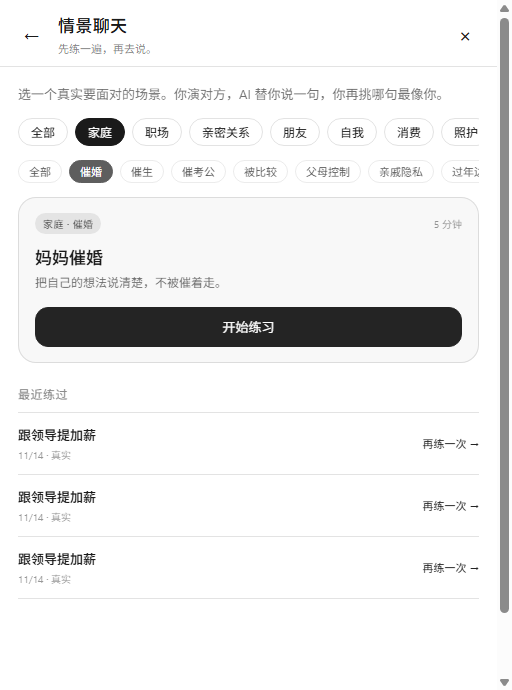 ← 情景聊天 ×
先练一遍，再去说。
选一个真实要面对的场景。你演对方，AI 替你说一句，你再挑哪句最像你。
全部 家庭 职场 亲密关系 朋友 自我 消费 照护
全部 催婚 催生 催考公 被比较 父母控制 亲戚隐私 过年
家庭 · 催婚 5 分钟
妈妈催婚
把自己的想法说清楚，不被催着走。
开始练习
最近练过
跟领导提加薪
11/14 · 真实
再练一次 →
跟领导提加薪
11/14 · 真实
再练一次 →
跟领导提加薪
11/14 · 真实
再练一次 →